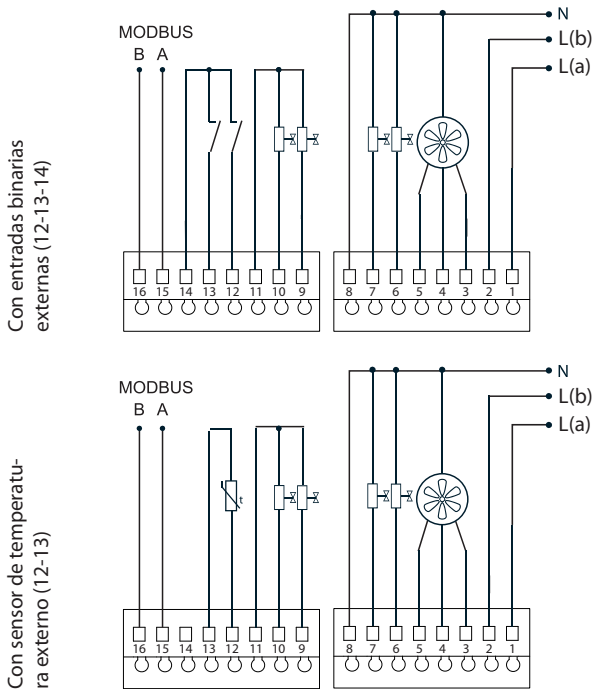 Con entradas binarias
externas (12-13-14)
MODBUS
B A
N
L(b)
L(a)
16 15 14 13 12 11 10 9
8 7 6 5 4 3 2 1
Con sensor de temperatu-
ra externo (12-13)
MODBUS
B A
t
N
L(b)
L(a)
16 15 14 13 12 11 10 9
8 7 6 5 4 3 2 1